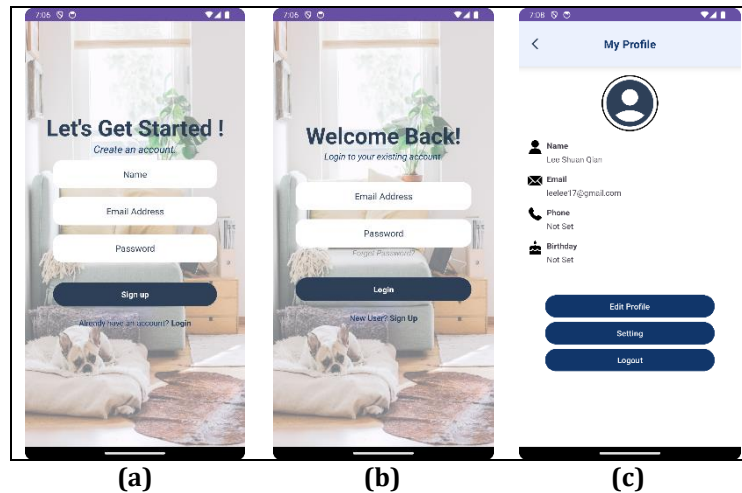 7:05
Let's Get Started !
Create an account.
Name
Email Address
Password
Sign up
Already have an account? Login
(a)
7:05
Welcome Back!
Login to your existing account
Email Address
Password
Forgot Password?
Login
New User? Sign Up
(b)
7:08
My Profile
Name
Lee Shuan Qian
Email
leelee17@gmail.com
Phone
Not Set
Birthday
Not Set
Edit Profile
Setting
Logout
(c)